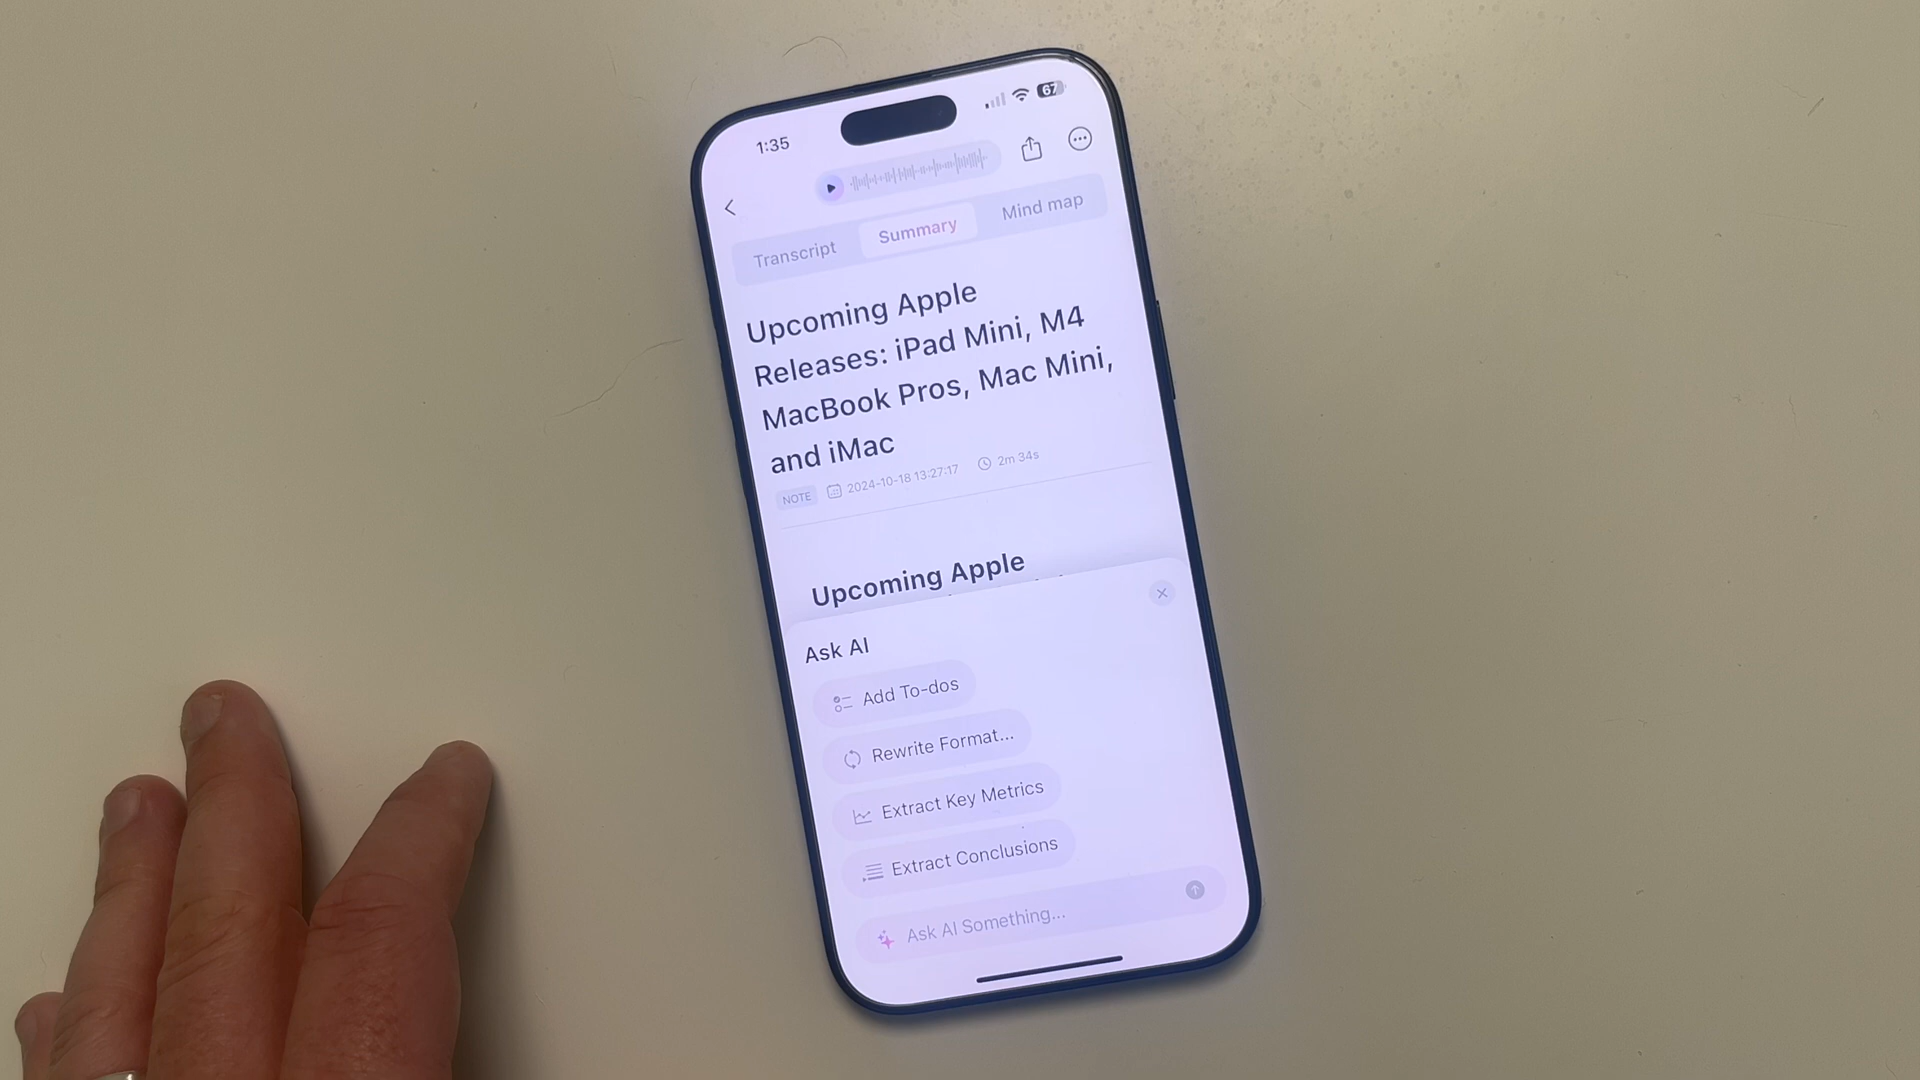 1:35
67
Transcript
Summary
Mind map
Upcoming Apple
Releases: iPad Mini, M4
MacBook Pros, Mac Mini,
and iMac
NOTE 2024-10-18 13:27:17 2m 34s
Upcoming Apple
Ask AI
Add To-dos
Rewrite Format...
Extract Key Metrics
Extract Conclusions
Ask AI Something...